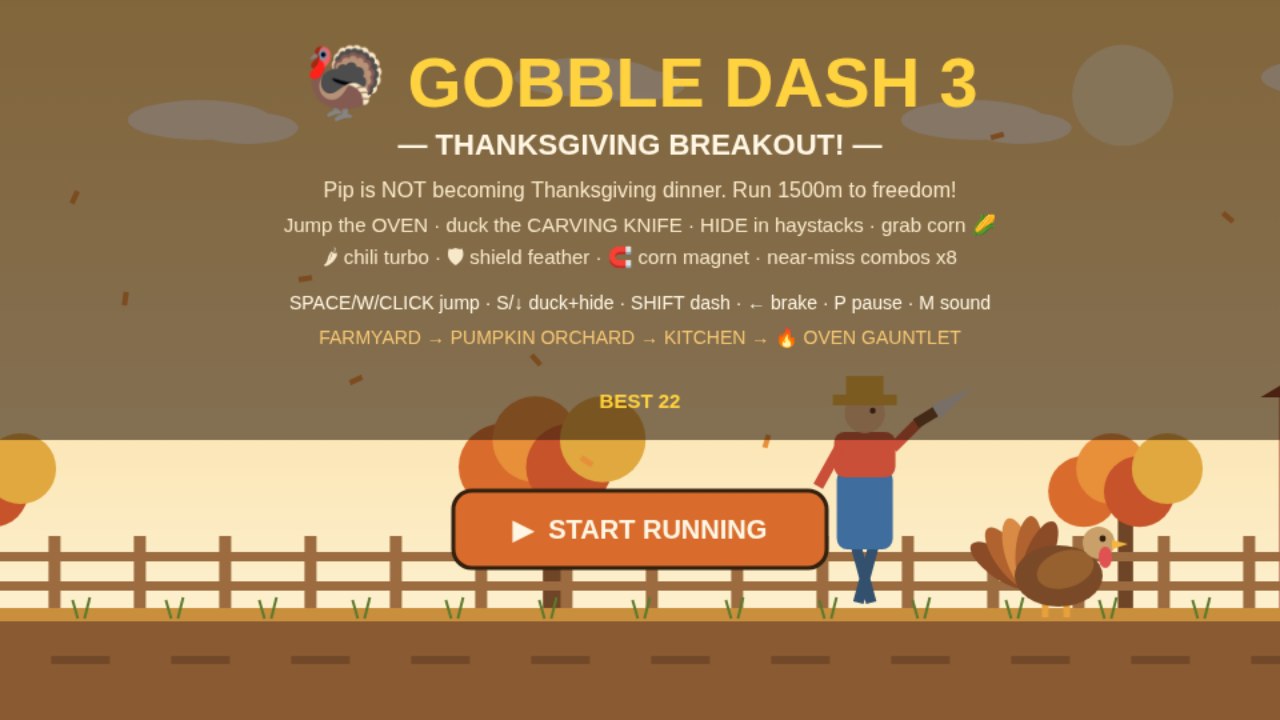 GOBBLE DASH 3
— THANKSGIVING BREAKOUT! —
Pip is NOT becoming Thanksgiving dinner. Run 1500m to freedom!
Jump the OVEN · duck the CARVING KNIFE · HIDE in haystacks · grab corn 🌽
🌶 chili turbo · 🛡 shield feather · 🧲 corn magnet · near-miss combos x8
SPACE/W/CLICK jump · S/↓ duck+hide · SHIFT dash · ← brake · P pause · M sound
FARMYARD → PUMPKIN ORCHARD → KITCHEN → 🔥 OVEN GAUNTLET
BEST 22
▶ START RUNNING